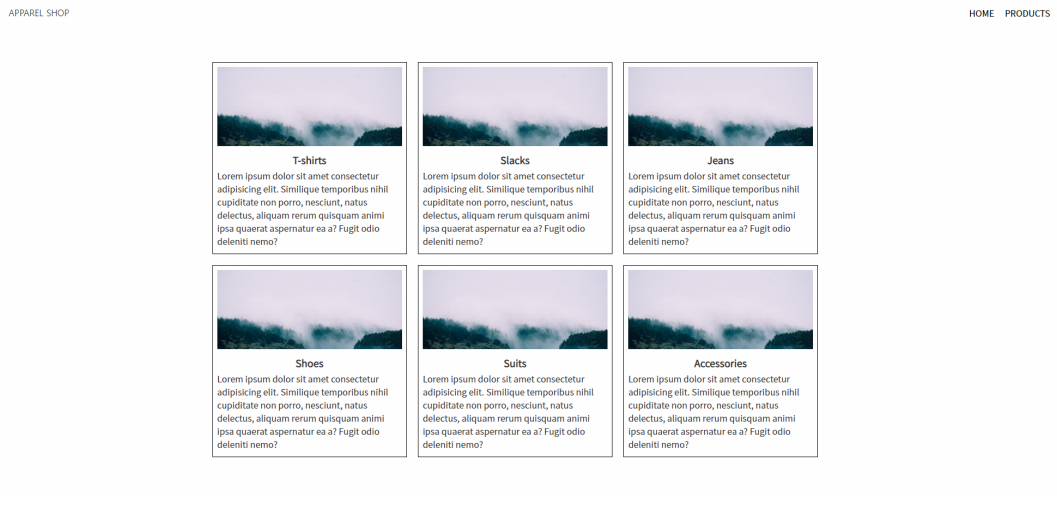 APPAREL SHOP
HOME PRODUCTS
T-shirts
Lorem ipsum dolor sit amet consectetur
adipisicing elit. Similique temporibus nihil
cupiditate non porro, nesciunt, natus
delectus, aliquam rerum quisquam animi
ipsa quaerat aspernatur ea a? Fugit odio
deleniti nemo?
Slacks
Lorem ipsum dolor sit amet consectetur
adipisicing elit. Similique temporibus nihil
cupiditate non porro, nesciunt, natus
delectus, aliquam rerum quisquam animi
ipsa quaerat aspernatur ea a? Fugit odio
deleniti nemo?
Jeans
Lorem ipsum dolor sit amet consectetur
adipisicing elit. Similique temporibus nihil
cupiditate non porro, nesciunt, natus
delectus, aliquam rerum quisquam animi
ipsa quaerat aspernatur ea a? Fugit odio
deleniti nemo?
Shoes
Lorem ipsum dolor sit amet consectetur
adipisicing elit. Similique temporibus nihil
cupiditate non porro, nesciunt, natus
delectus, aliquam rerum quisquam animi
ipsa quaerat aspernatur ea a? Fugit odio
deleniti nemo?
Suits
Lorem ipsum dolor sit amet consectetur
adipisicing elit. Similique temporibus nihil
cupiditate non porro, nesciunt, natus
delectus, aliquam rerum quisquam animi
ipsa quaerat aspernatur ea a? Fugit odio
deleniti nemo?
Accessories
Lorem ipsum dolor sit amet consectetur
adipisicing elit. Similique temporibus nihil
cupiditate non porro, nesciunt, natus
delectus, aliquam rerum quisquam animi
ipsa quaerat aspernatur ea a? Fugit odio
deleniti nemo?